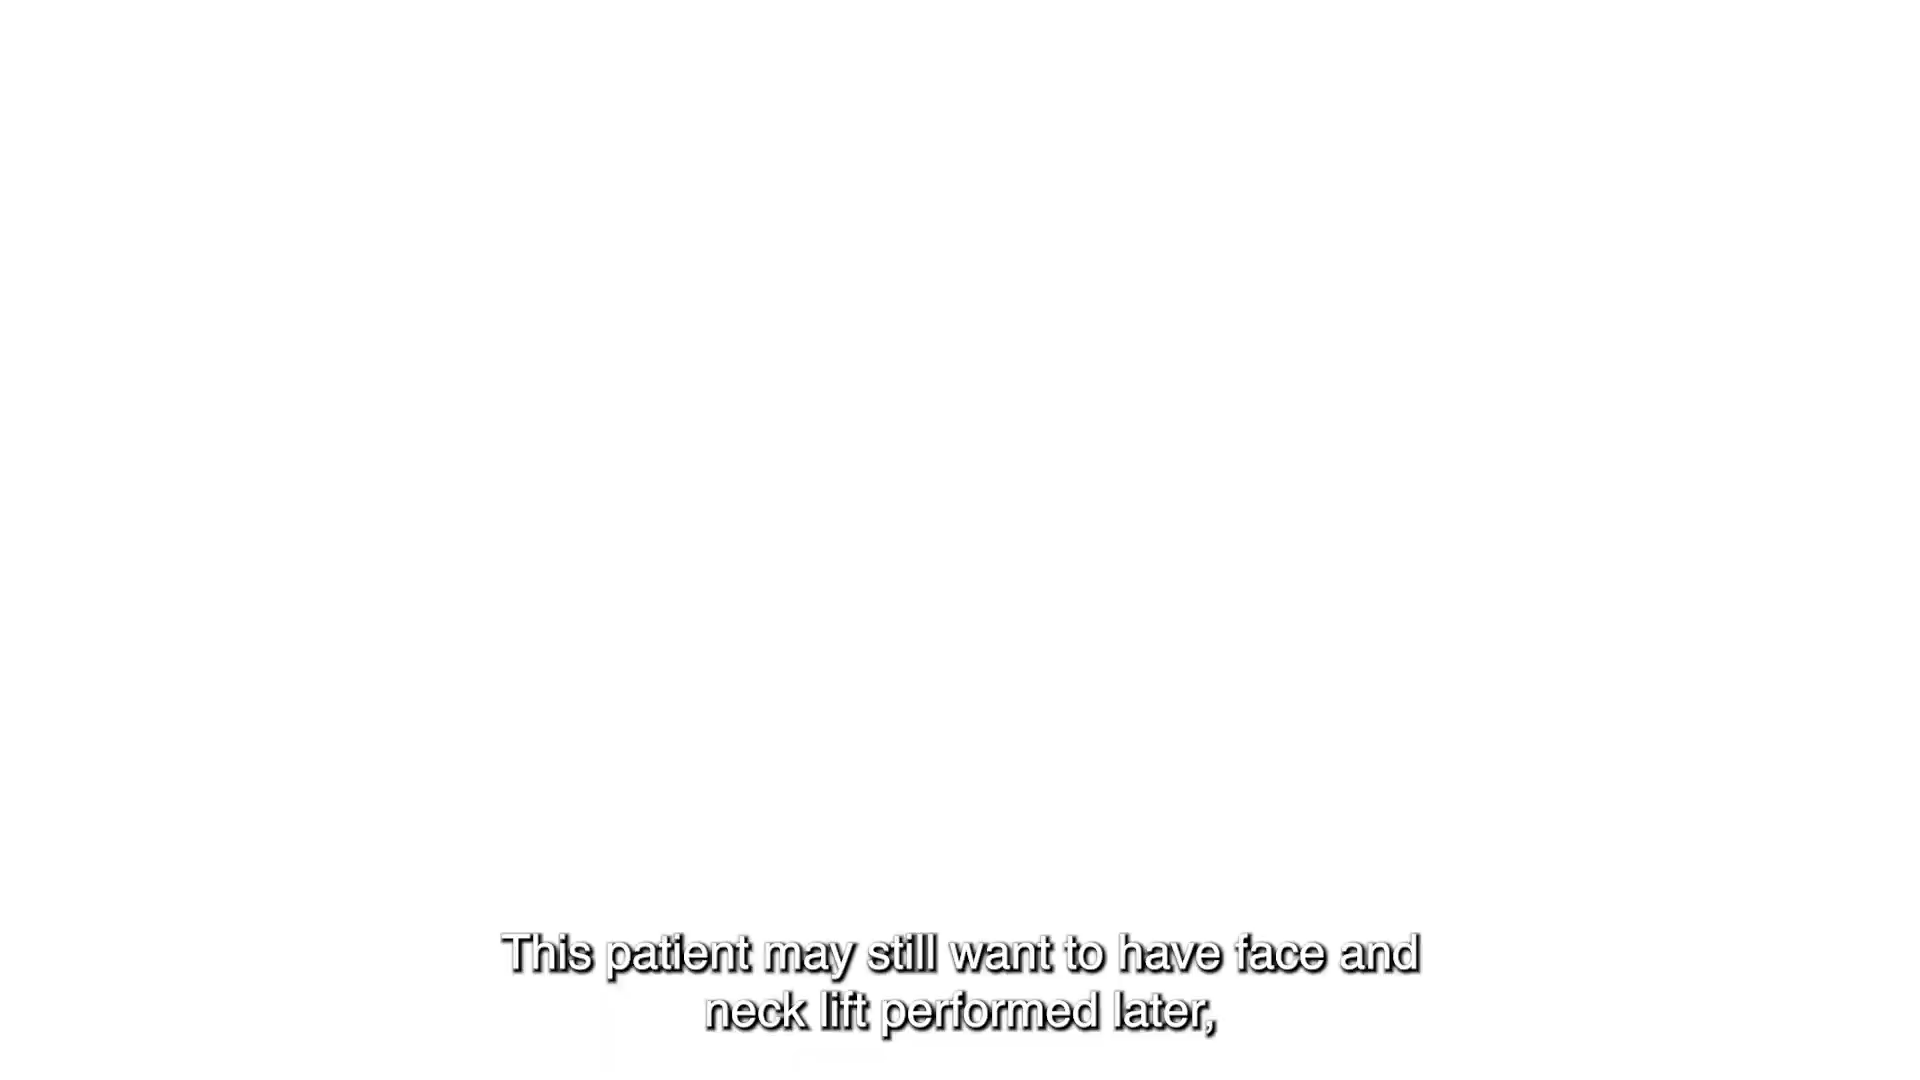 This patient may still want to have face and
neck lift performed later,